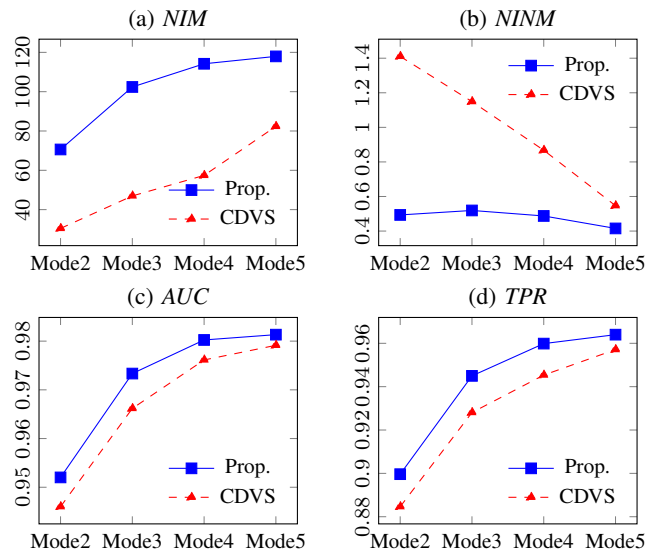 (a) NIM
120
100
80
60
40
Prop.
CDVS
Mode2 Mode3 Mode4 Mode5
(b) NINM
1.4
1.2
1
0.8
0.6
0.4
Prop.
CDVS
Mode2 Mode3 Mode4 Mode5
(c) AUC
0.98
0.97
0.96
0.95
Prop.
CDVS
Mode2 Mode3 Mode4 Mode5
(d) TPR
0.96
0.94
0.92
0.9
0.88
Prop.
CDVS
Mode2 Mode3 Mode4 Mode5